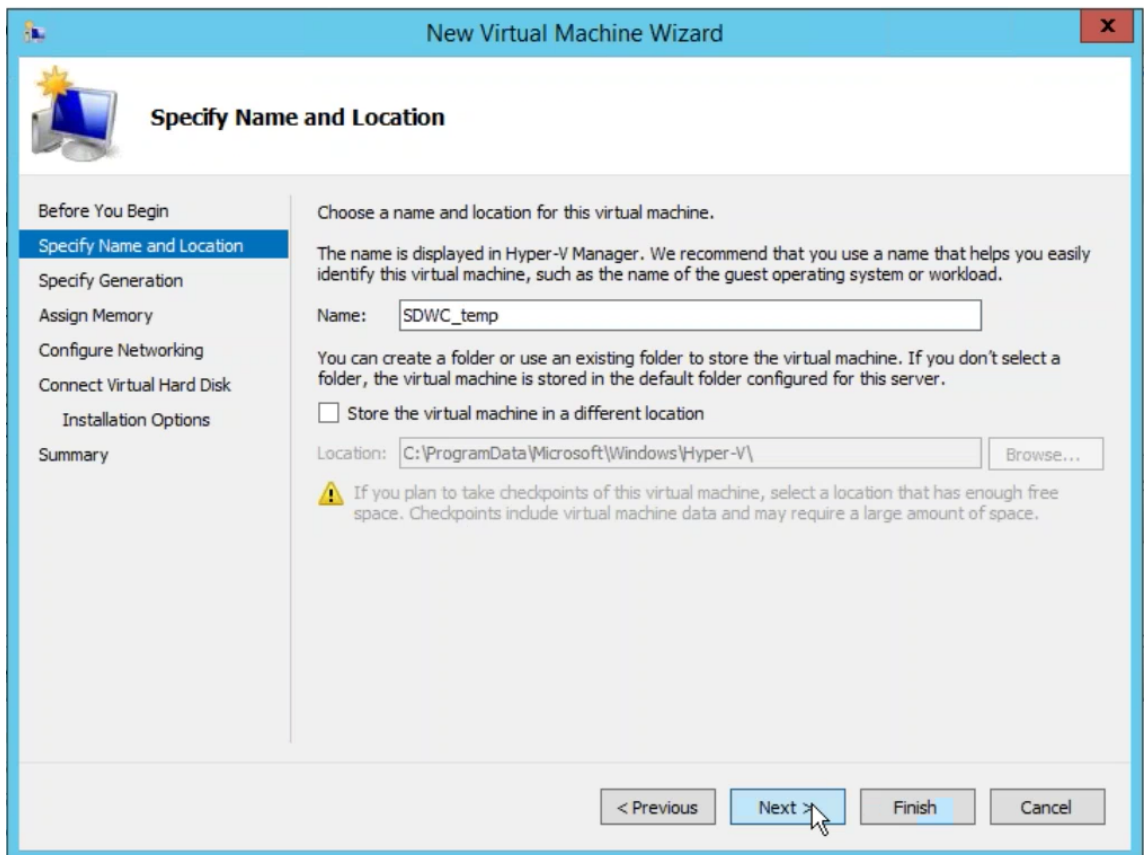 New Virtual Machine Wizard
x
Specify Name and Location
Before You Begin
Specify Name and Location
Specify Generation
Assign Memory
Configure Networking
Connect Virtual Hard Disk
Installation Options
Summary
Choose a name and location for this virtual machine.
The name is displayed in Hyper-V Manager. We recommend that you use a name that helps you easily
identify this virtual machine, such as the name of the guest operating system or workload.
Name: SDWC_temp
You can create a folder or use an existing folder to store the virtual machine. If you don't select a
folder, the virtual machine is stored in the default folder configured for this server.
Store the virtual machine in a different location
Location: C:\ProgramData\Microsoft\Windows\Hyper-V\ Browse...
If you plan to take checkpoints of this virtual machine, select a location that has enough free
space. Checkpoints include virtual machine data and may require a large amount of space.
< Previous Next > Finish Cancel